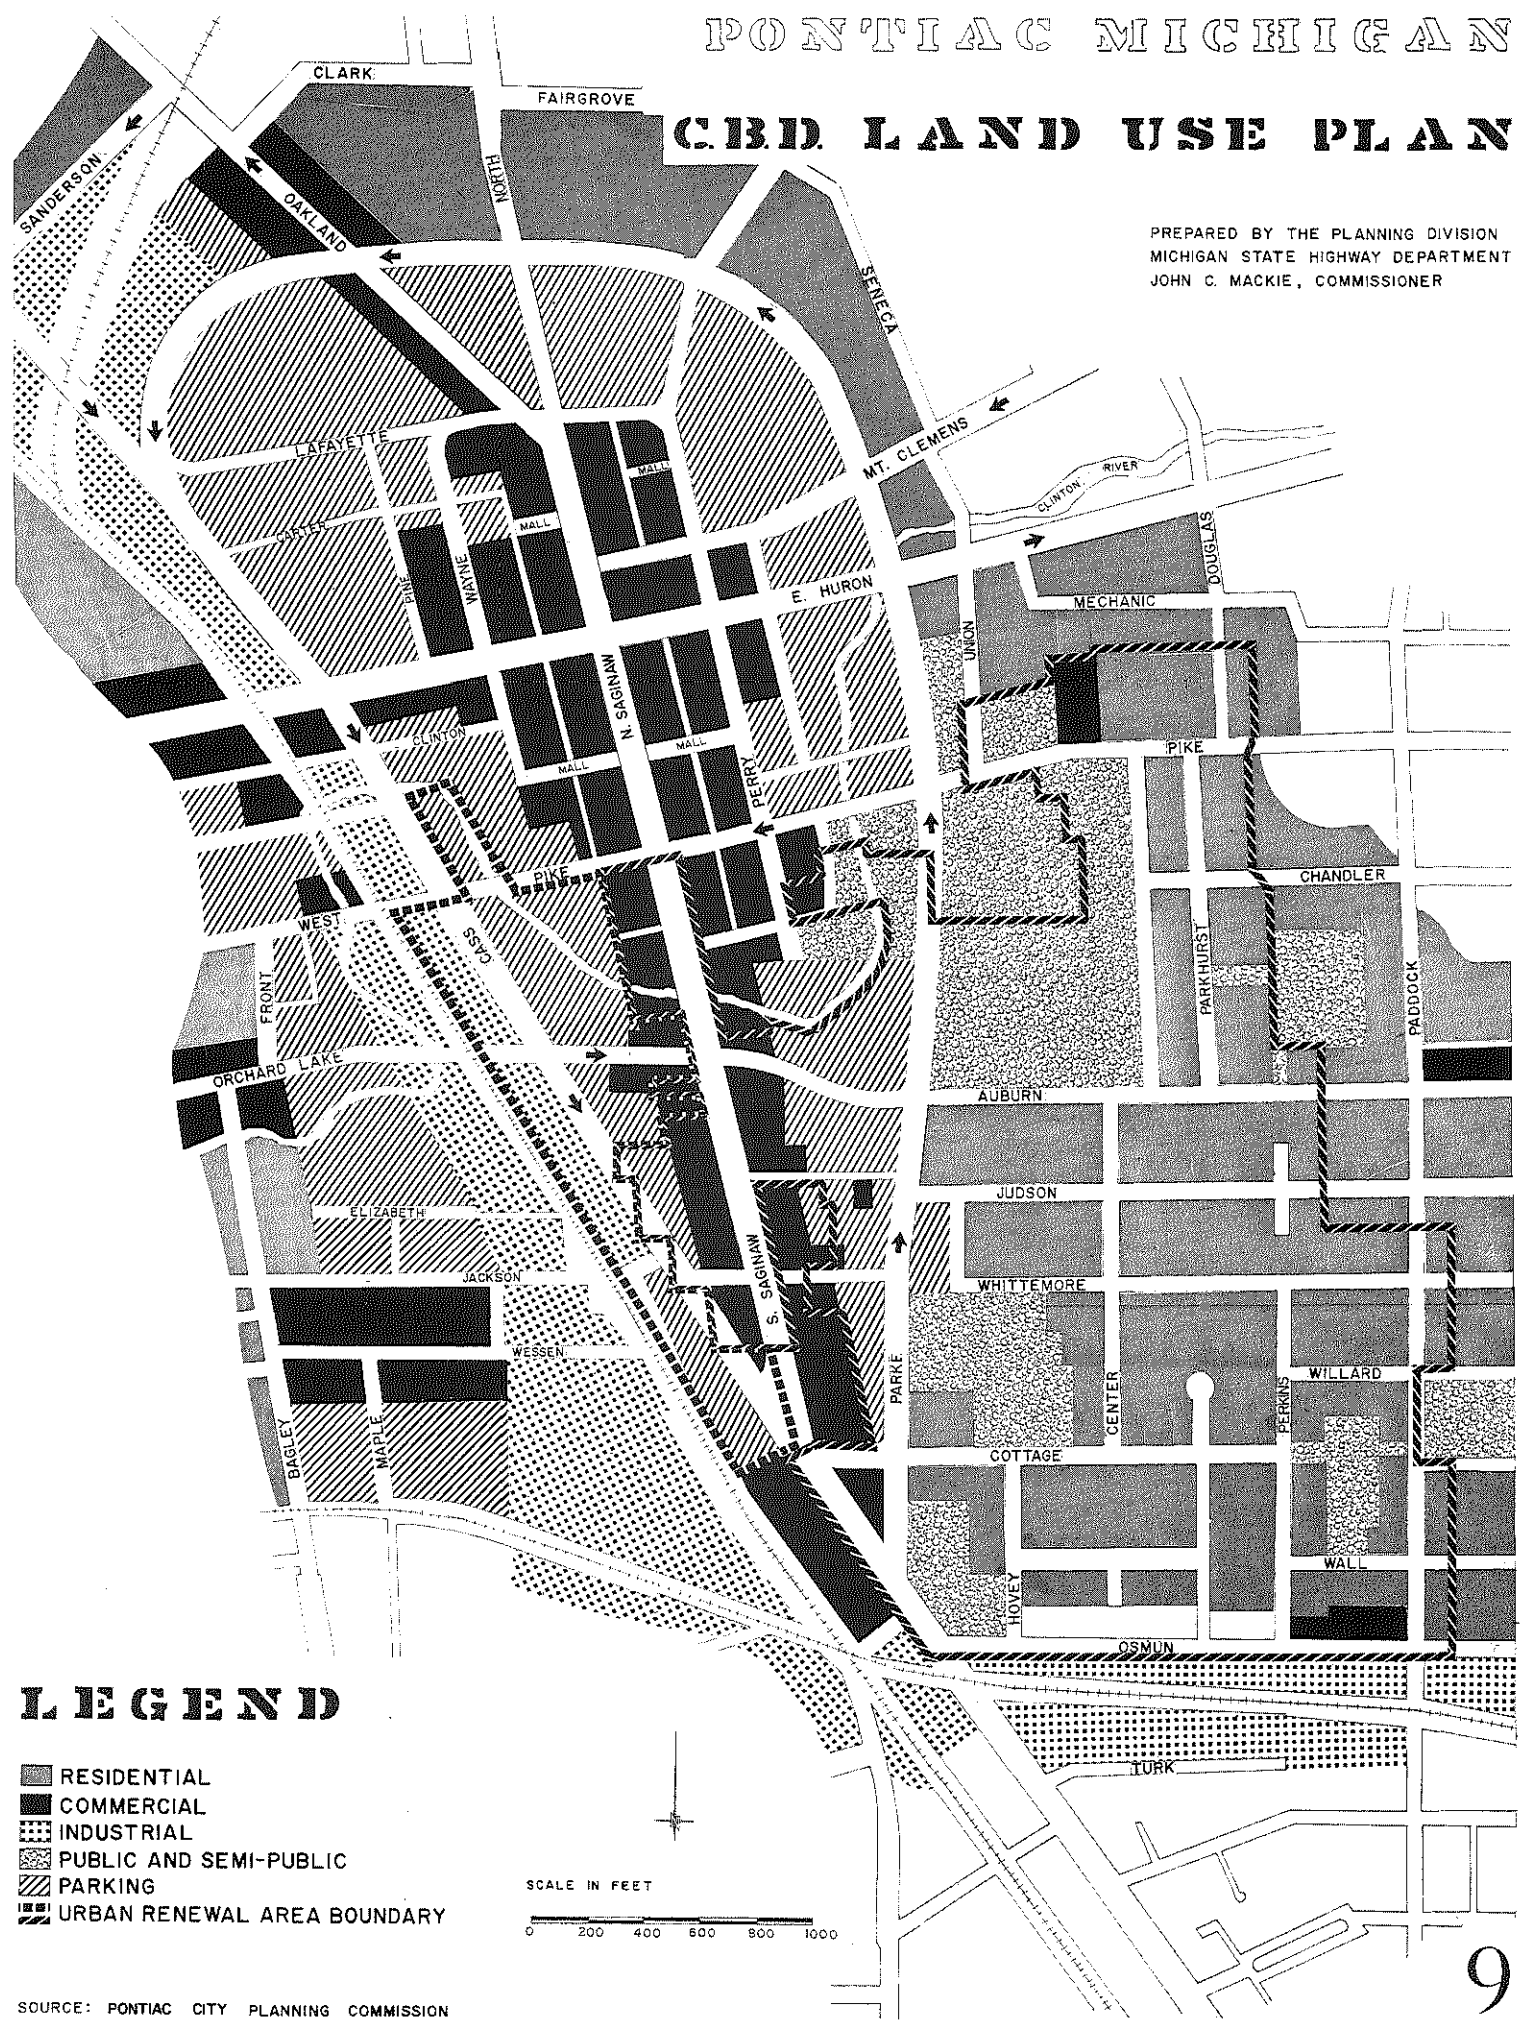 PONTIAC MICHIGAN
C.B.D. LAND USE PLAN
PREPARED BY THE PLANNING DIVISION
MICHIGAN STATE HIGHWAY DEPARTMENT
JOHN C. MACKIE, COMMISSIONER
CLARK
FAIRGROVE
SANDERSON
NORTH
OAKLAND
SENECA
LAFAYETTE
MT. CLEMENS
MALL
CLINTON RIVER
CARTER
MALL
DOUGLAS
PINE
WAYNE
E. HURON
MECHANIC
UNION
N. SAGINAW
CLINTON
MALL
MALL
PERRY
PIKE
PIKE
CHANDLER
WEST
CASS
FRONT
PARKHURST
PADDOCK
ORCHARD LAKE
AUBURN
JUDSON
ELIZABETH
JACKSON
S. SAGINAW
WHITTEMORE
WESSEN
PARKE
WILLARD
BAGLEY
MAPLE
CENTER
PERKINS
COTTAGE
HOVEY
WALL
OSMUN
TURK
LEGEND
RESIDENTIAL
COMMERCIAL
INDUSTRIAL
PUBLIC AND SEMI-PUBLIC
PARKING
URBAN RENEWAL AREA BOUNDARY
SCALE IN FEET
0 200 400 600 800 1000
SOURCE: PONTIAC CITY PLANNING COMMISSION
9